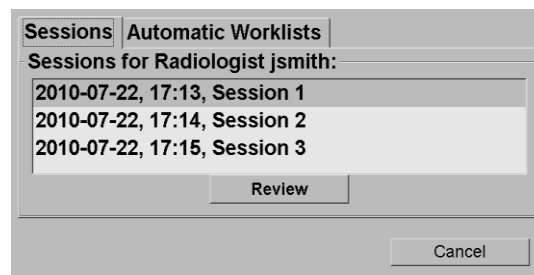 Sessions Automatic Worklists
Sessions for Radiologist jsmith:
2010-07-22, 17:13, Session 1
2010-07-22, 17:14, Session 2
2010-07-22, 17:15, Session 3
Review
Cancel